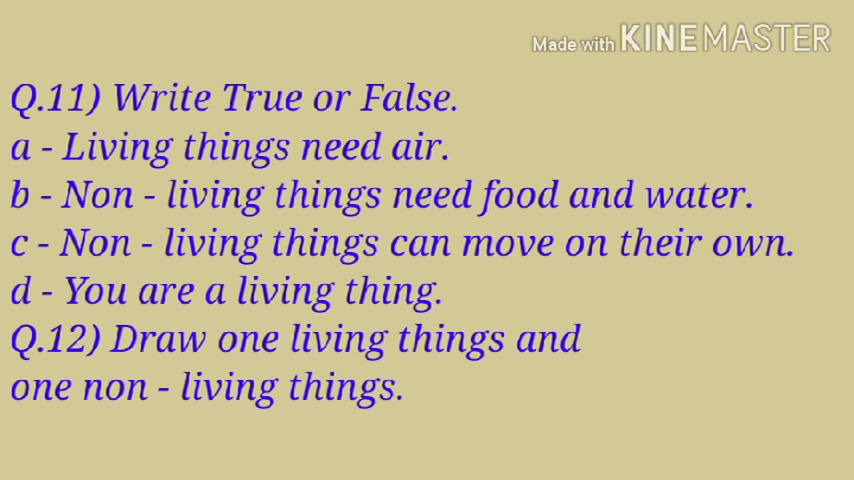 Made with KINEMASTER
Q.11) Write True or False.
a - Living things need air.
b - Non - living things need food and water.
c - Non - living things can move on their own.
d - You are a living thing.
Q.12) Draw one living things and
one non - living things.